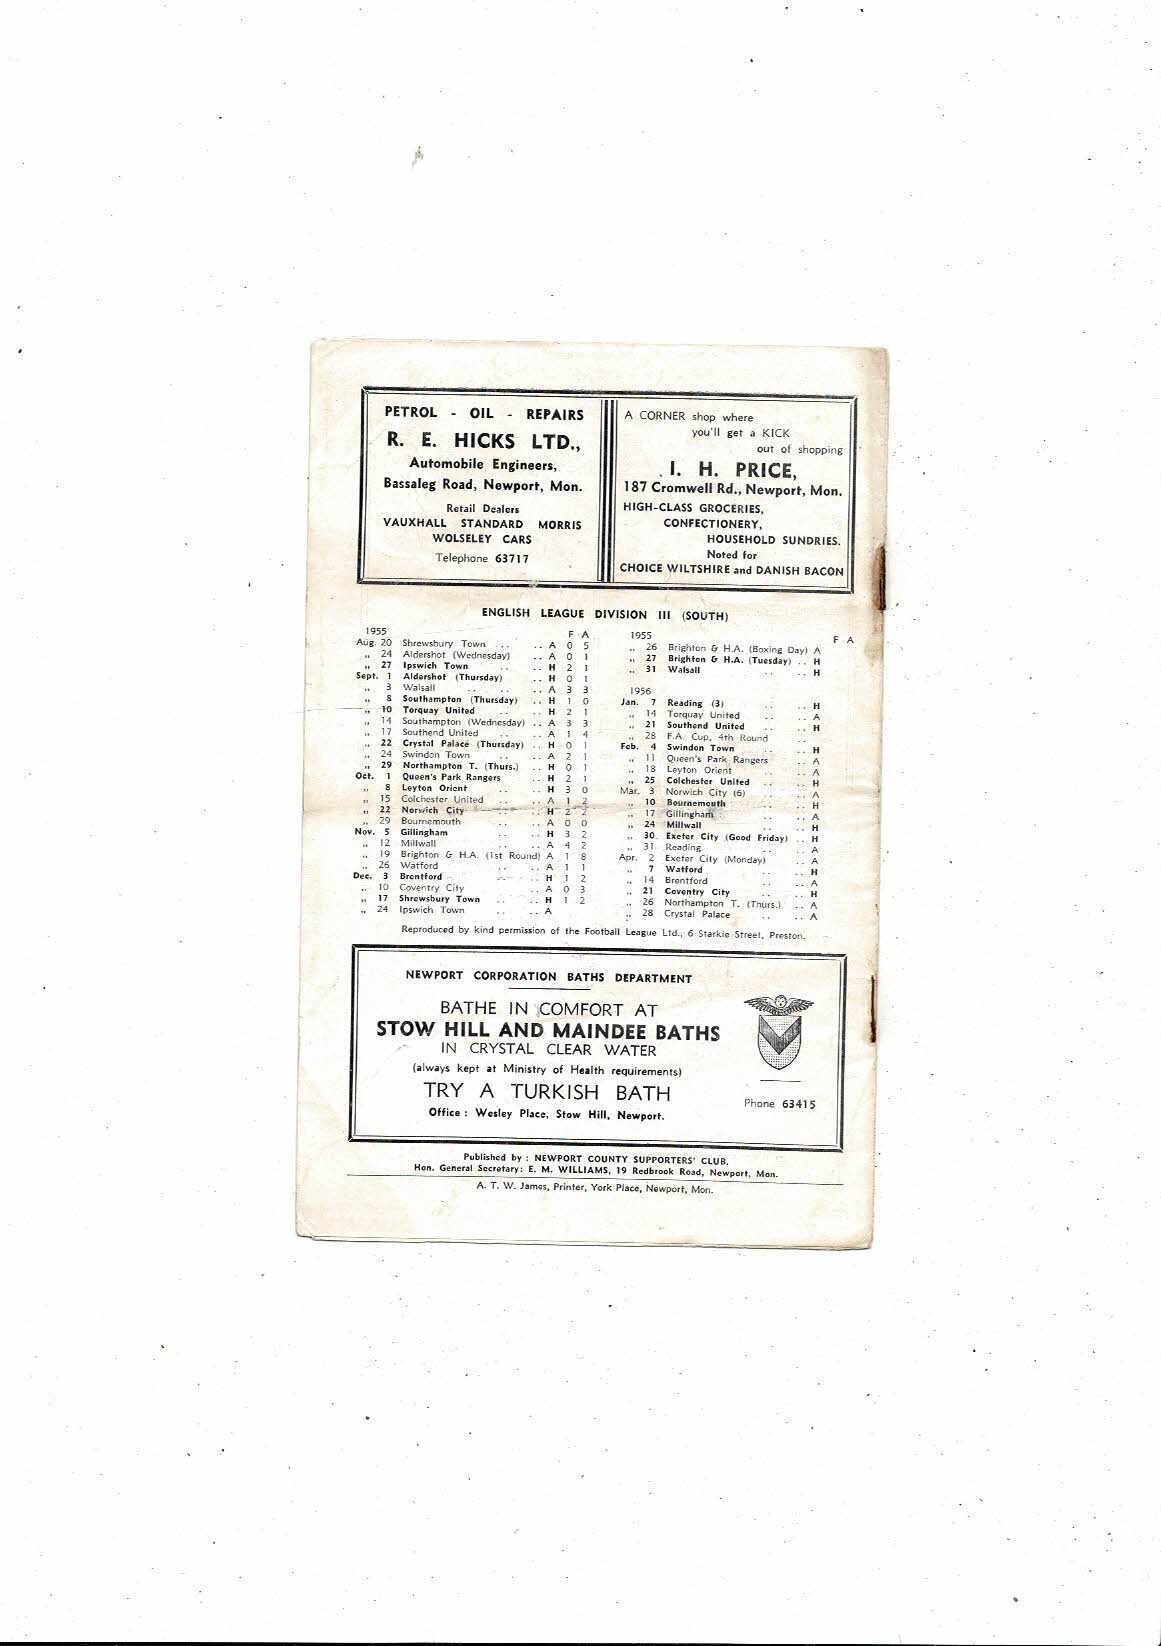 PETROL - OIL - REPAIRS
R. E. HICKS LTD.,
Automobile Engineers,
Bassaleg Road, Newport, Mon.
Retail Dealers
VAUXHALL STANDARD MORRIS
WOLSELEY CARS
Telephone 63717
A CORNER shop where
you'll get a KICK
out of shopping
I. H. PRICE,
187 Cromwell Rd., Newport, Mon.
HIGH-CLASS GROCERIES,
CONFECTIONERY,
HOUSEHOLD SUNDRIES.
Noted for
CHOICE WILTSHIRE and DANISH BACON
ENGLISH LEAGUE DIVISION III (SOUTH)
1955 F A
Aug. 20 Shrewsbury Town ... .. A 0 5
„ 24 Aldershot (Wednesday) .. A 0 1
„ 27 Ipswich Town .. .. H 2 1
Sept. 1 Aldershot (Thursday) .. H 0 1
„ 3 Walsall .. .. .. A 3 3
„ 8 Southampton (Thursday) .. H 1 0
„ 10 Torquay United .. .. H 2 1
„ 14 Southampton (Wednesday) .. A 3 3
„ 17 Southend United .. .. A 1 4
„ 22 Crystal Palace (Thursday) .. H 0 1
„ 24 Swindon Town .. .. A 2 1
„ 29 Northampton T. (Thurs.) .. H 0 1
Oct. 1 Queen's Park Rangers .. H 2 1
„ 8 Leyton Orient .. .. H 3 0
„ 15 Colchester United .. .. A 1 2
„ 22 Norwich City .. .. H 2 2
„ 29 Bournemouth .. .. A 0 0
Nov. 5 Gillingham .. .. H 3 2
„ 12 Millwall .. .. A 4 2
„ 19 Brighton & H.A. (1st Round) A 1 8
„ 26 Watford .. .. A 1 1
Dec. 3 Brentford .. .. H 1 2
„ 10 Coventry City .. A 0 3
„ 17 Shrewsbury Town .. .. H 1 2
„ 24 Ipswich Town .. .. A
1955 F A
„ 26 Brighton & H.A. (Boxing Day) A
„ 27 Brighton & H.A. (Tuesday) .. H
„ 31 Walsall .. .. H
1956
Jan. 7 Reading (3) .. .. H
„ 14 Torquay United .. .. A
„ 21 Southend United .. .. H
„ 28 F.A. Cup, 4th Round ..
Feb. 4 Swindon Town .. .. H
„ 11 Queen's Park Rangers .. A
„ 18 Leyton Orient .. .. A
„ 25 Colchester United .. .. H
Mar. 3 Norwich City (6) .. .. A
„ 10 Bournemouth .. .. H
„ 17 Gillingham .. .. A
„ 24 Millwall .. .. H
„ 30 Exeter City (Good Friday) .. H
„ 31 Reading .. .. A
Apr. 2 Exeter City (Monday) .. A
„ 7 Watford .. .. H
„ 14 Brentford .. .. A
„ 21 Coventry City .. .. H
„ 26 Northampton T. (Thurs.) .. A
„ 28 Crystal Palace .. .. A
Reproduced by kind permission of the Football League Ltd., 6 Starkie Street, Preston.
NEWPORT CORPORATION BATHS DEPARTMENT
BATHE IN COMFORT AT
STOW HILL AND MAINDEE BATHS
IN CRYSTAL CLEAR WATER
(always kept at Ministry of Health requirements)
TRY A TURKISH BATH
Office : Wesley Place, Stow Hill, Newport.
Phone 63415
Published by : NEWPORT COUNTY SUPPORTERS' CLUB.
Hon. General Secretary: E. M. WILLIAMS, 19 Redbrook Road, Newport, Mon.
A. T. W. James, Printer, York Place, Newport, Mon.